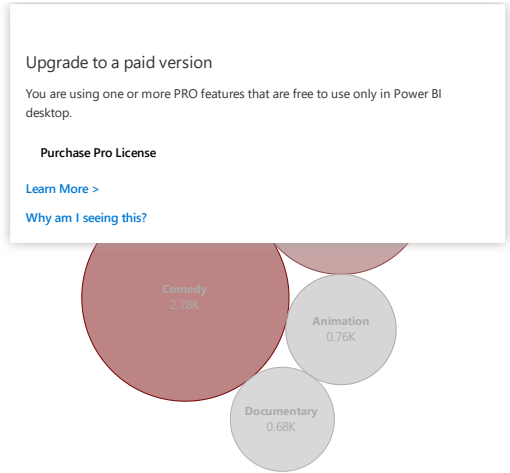 Upgrade to a paid version
You are using one or more PRO features that are free to use only in Power BI
desktop.
Purchase Pro License
Learn More >
Why am I seeing this?
Comedy
2.78K
Animation
0.76K
Documentary
0.68K